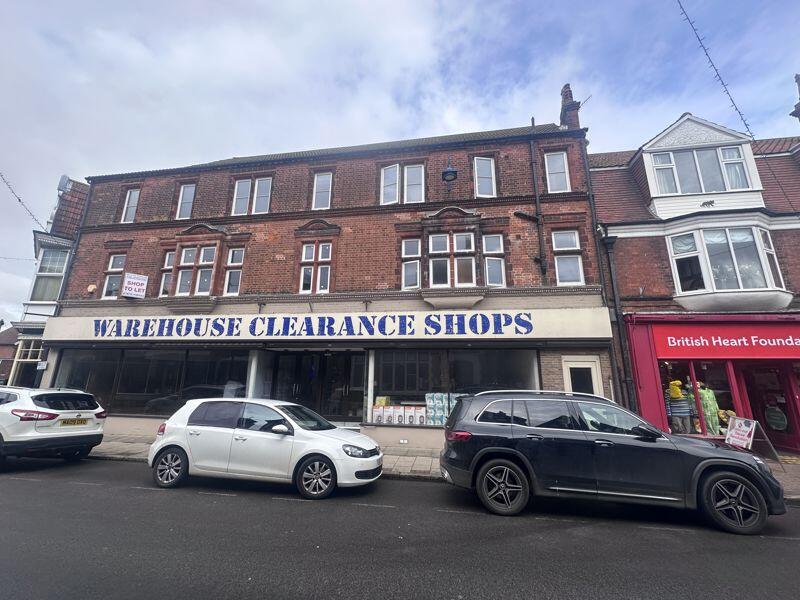 SHOP
TO LET
WAREHOUSE CLEARANCE SHOPS
British Heart Founda